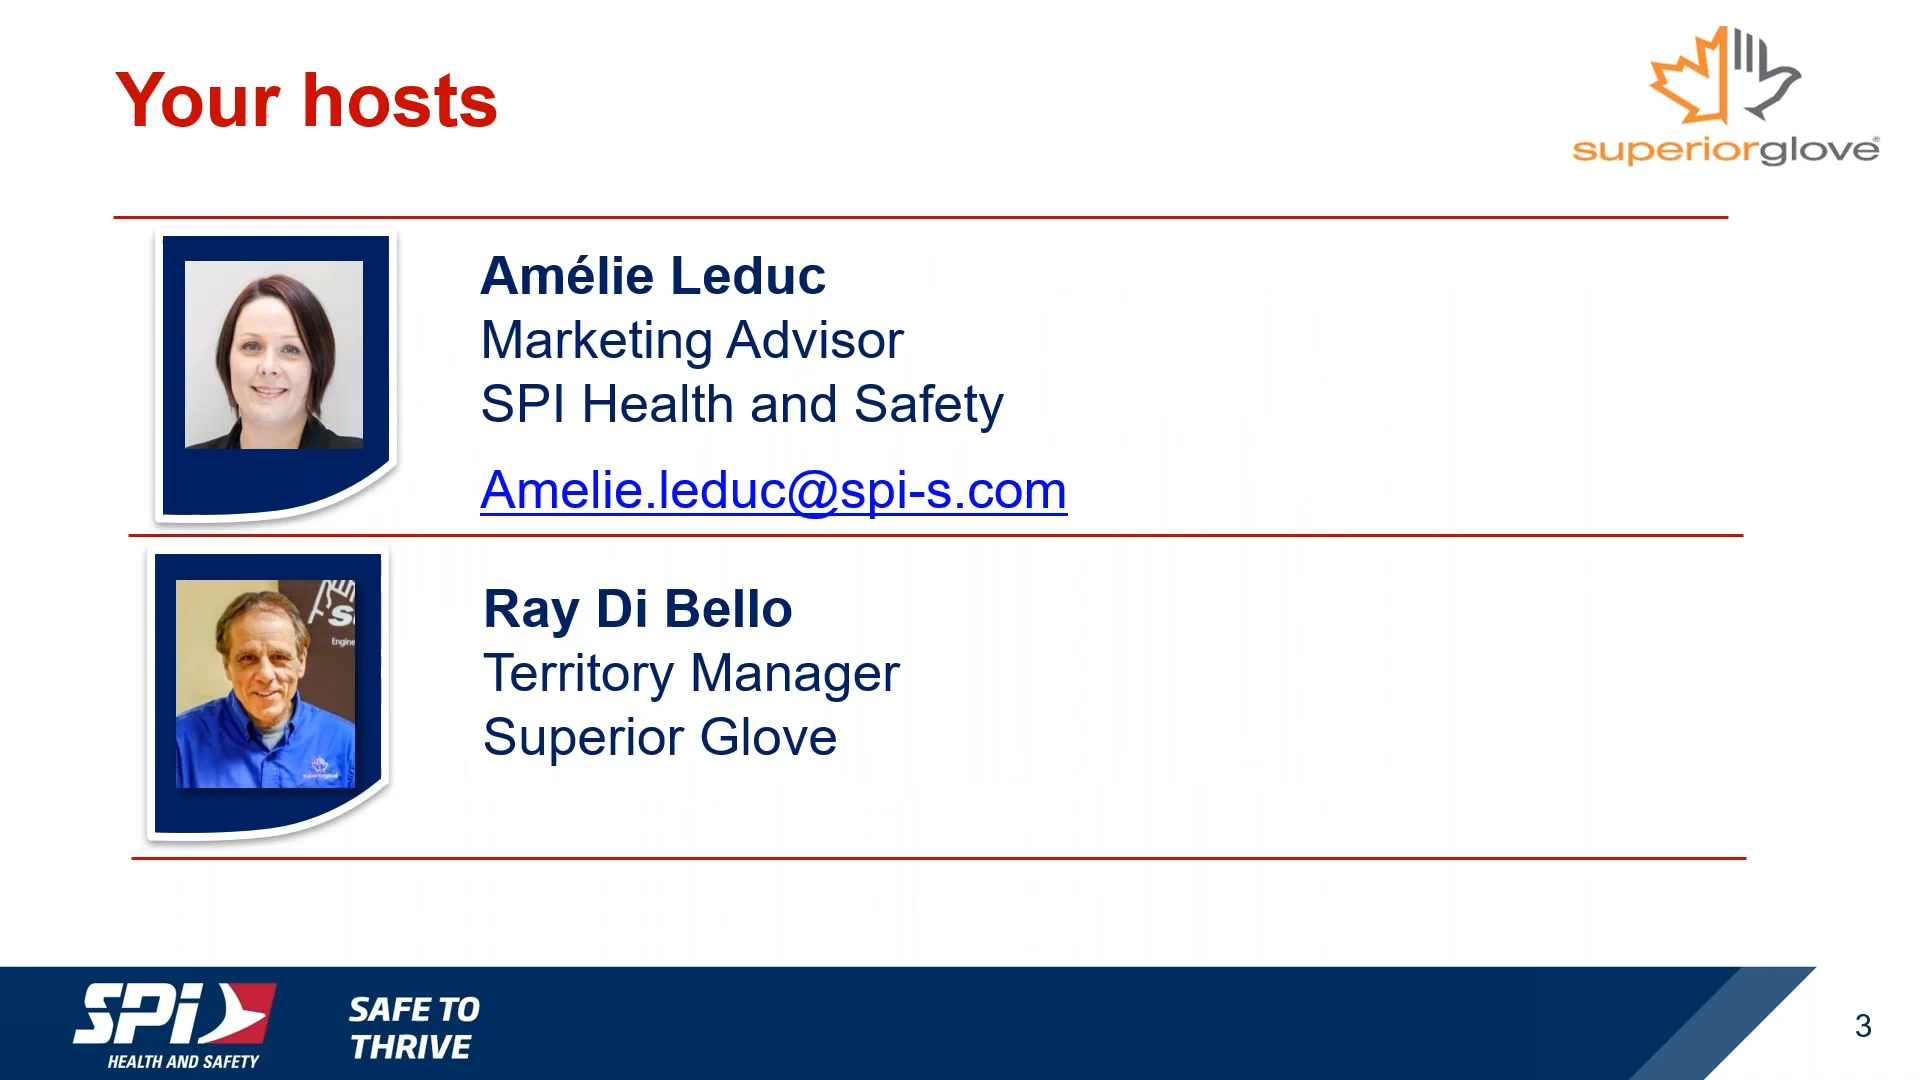 Your hosts
superiorglove®
Amélie Leduc
Marketing Advisor
SPI Health and Safety
Amelie.leduc@spi-s.com
Ray Di Bello
Territory Manager
Superior Glove
superiorglove
SPi
HEALTH AND SAFETY
SAFE TO
THRIVE
3